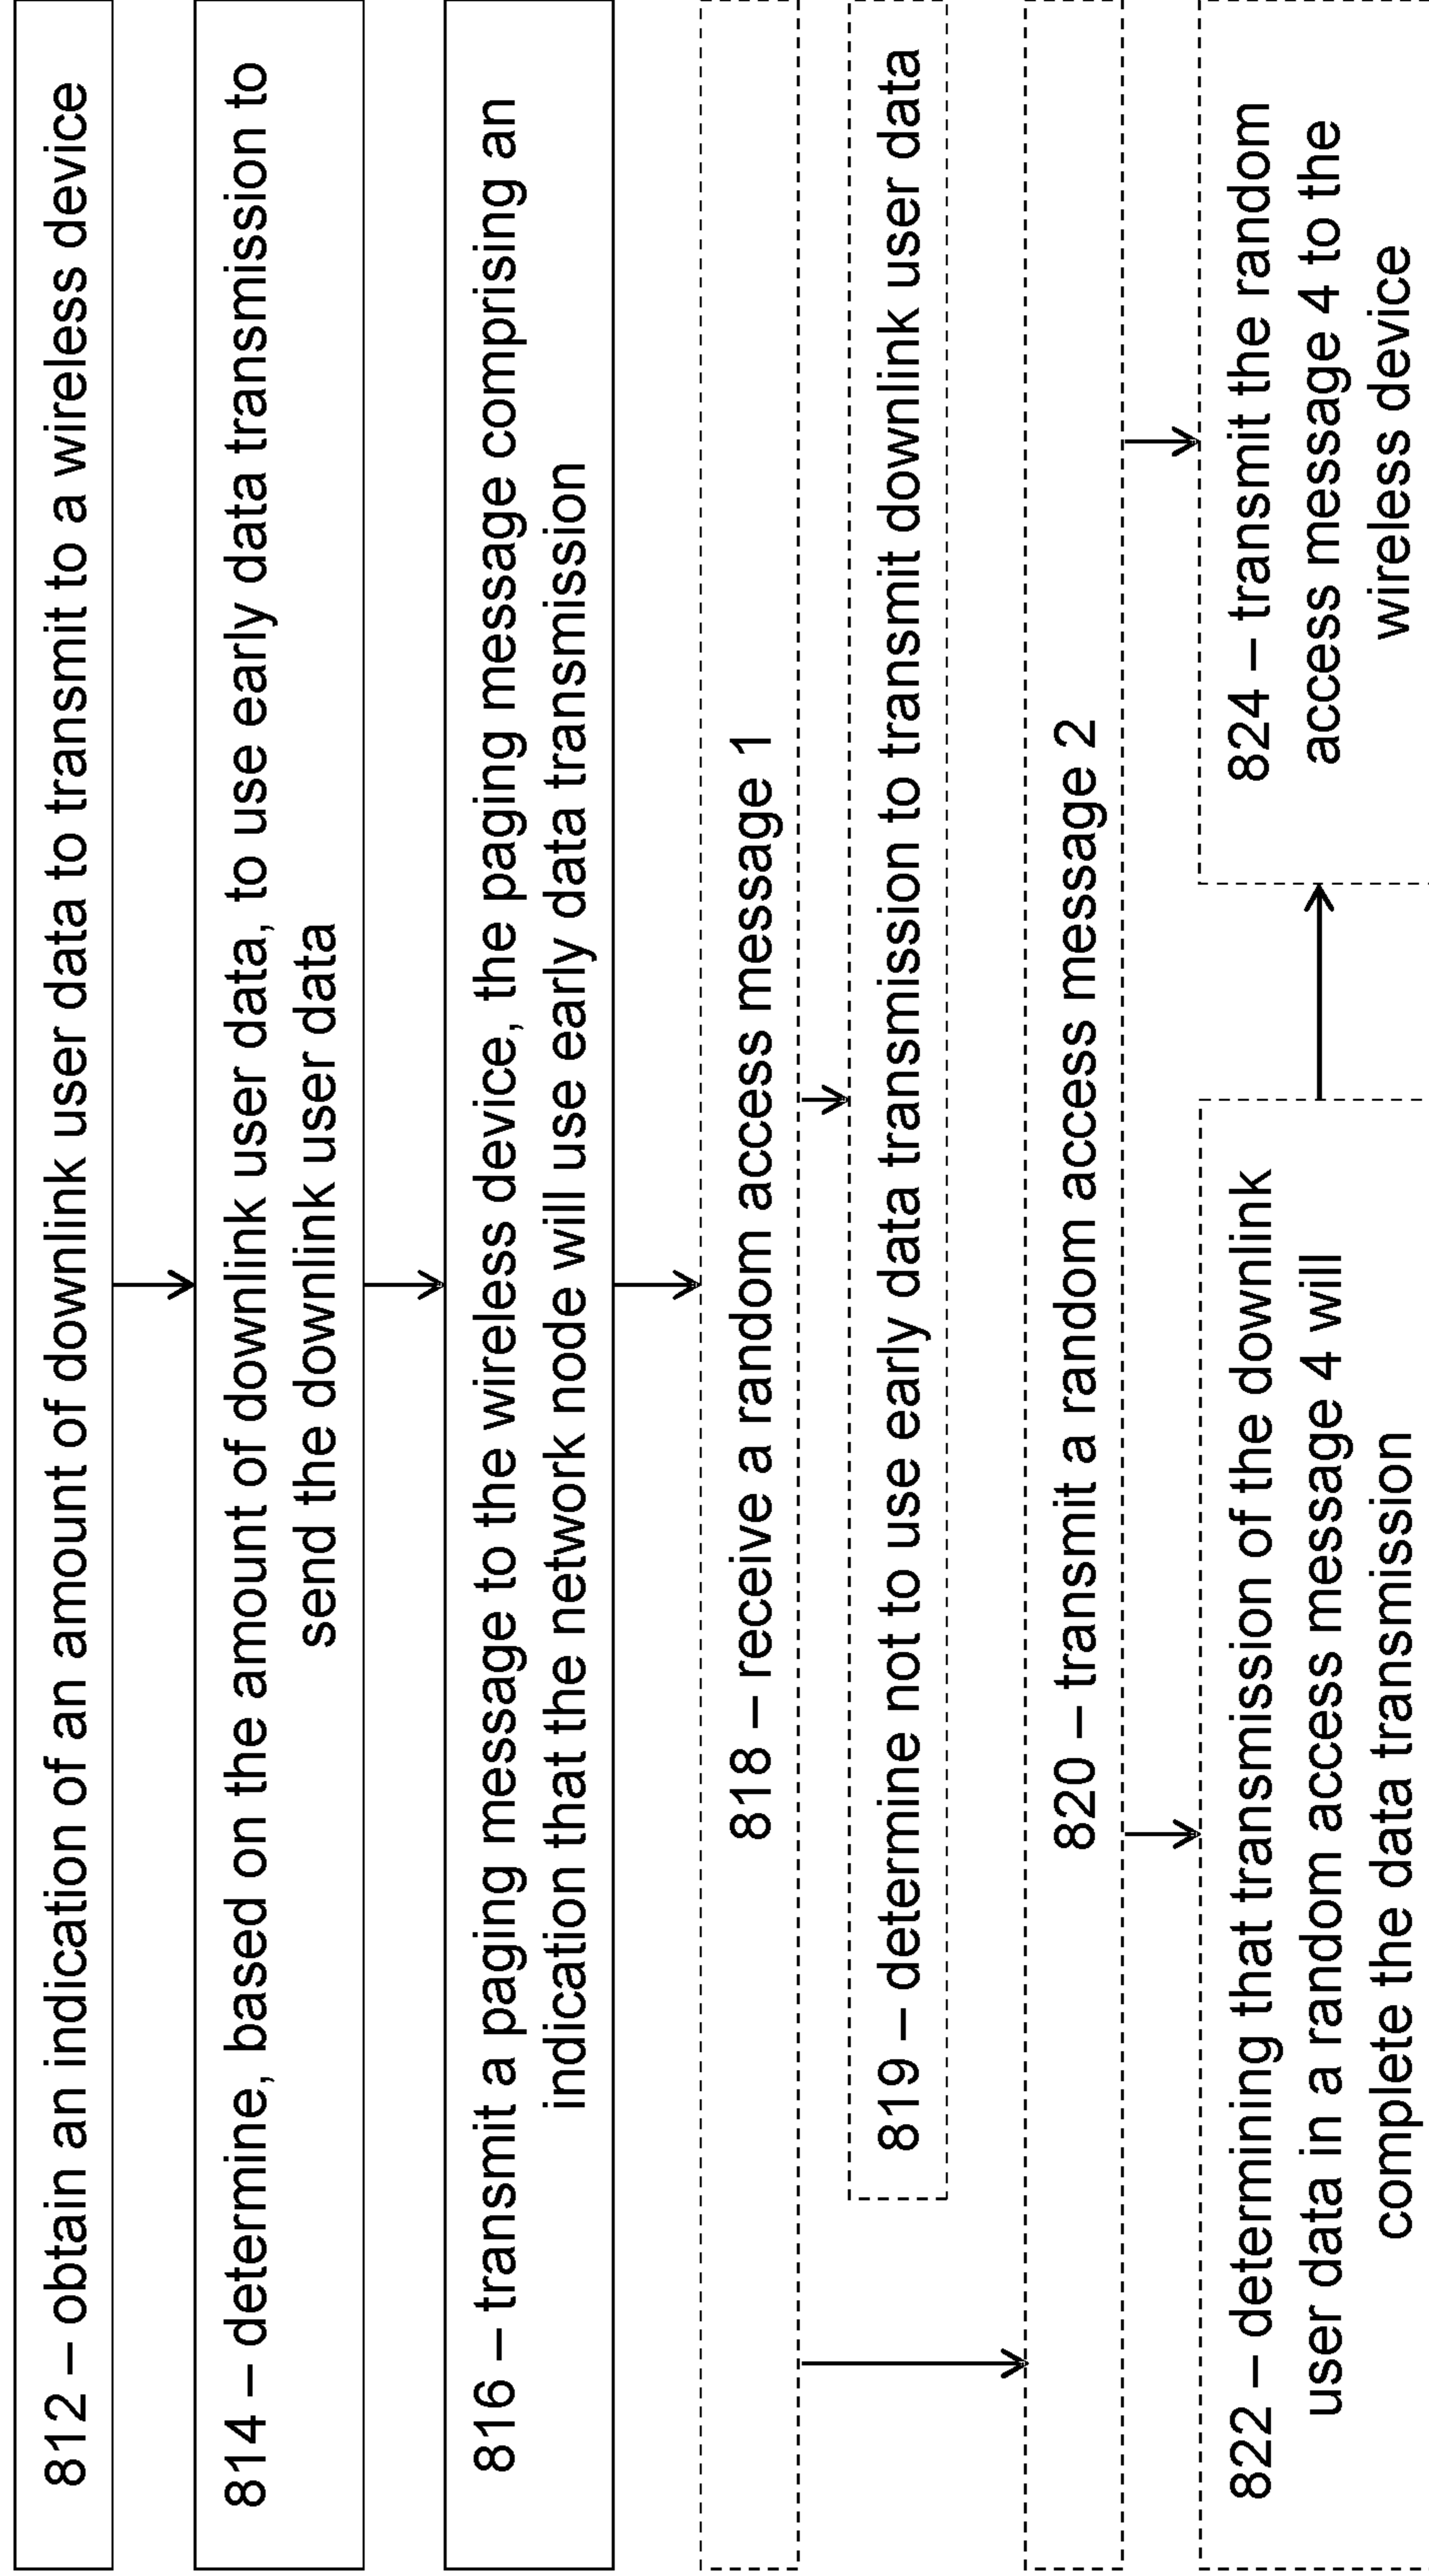 812 – obtain an indication of an amount of downlink user data to transmit to a wireless device
814 – determine, based on the amount of downlink user data, to use early data transmission to
send the downlink user data
816 – transmit a paging message to the wireless device, the paging message comprising an
indication that the network node will use early data transmission
818 – receive a random access message 1
819 – determine not to use early data transmission to transmit downlink user data
820 – transmit a random access message 2
822 – determining that transmission of the downlink
user data in a random access message 4 will
complete the data transmission
824 – transmit the random
access message 4 to the
wireless device